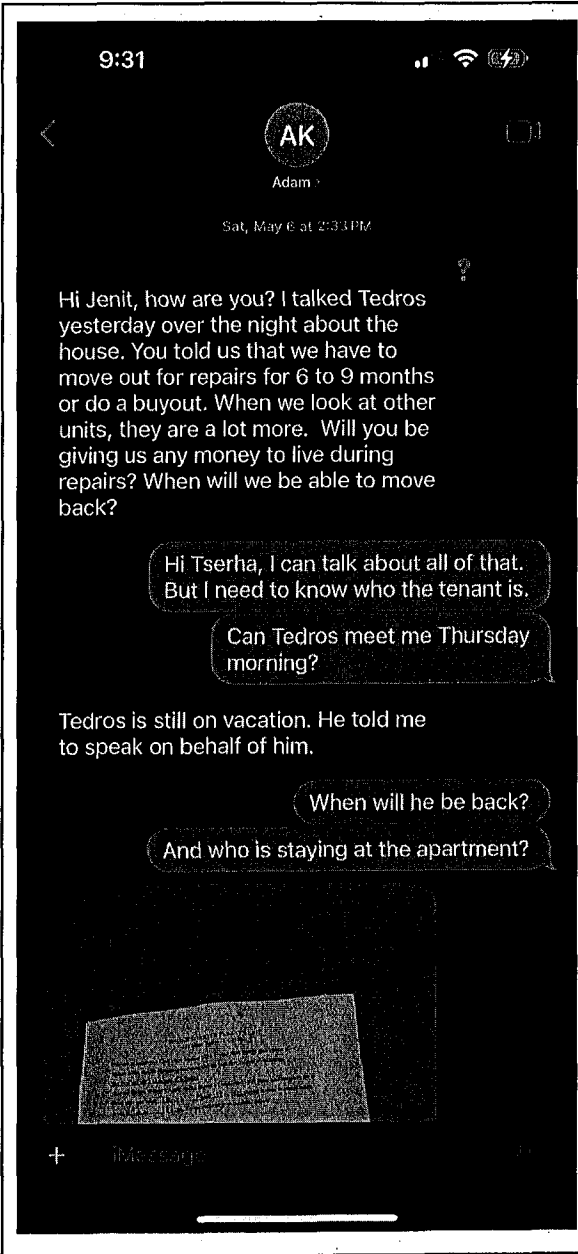 9:31
AK
Adam
Sat, May 6 at 2:33 PM
?
Hi Jenit, how are you? I talked Tedros
yesterday over the night about the
house. You told us that we have to
move out for repairs for 6 to 9 months
or do a buyout. When we look at other
units, they are a lot more.  Will you be
giving us any money to live during
repairs? When will we be able to move
back?
Hi Tserha, I can talk about all of that.
But I need to know who the tenant is.
Can Tedros meet me Thursday
morning?
Tedros is still on vacation. He told me
to speak on behalf of him.
When will he be back?
And who is staying at the apartment?
iMessage